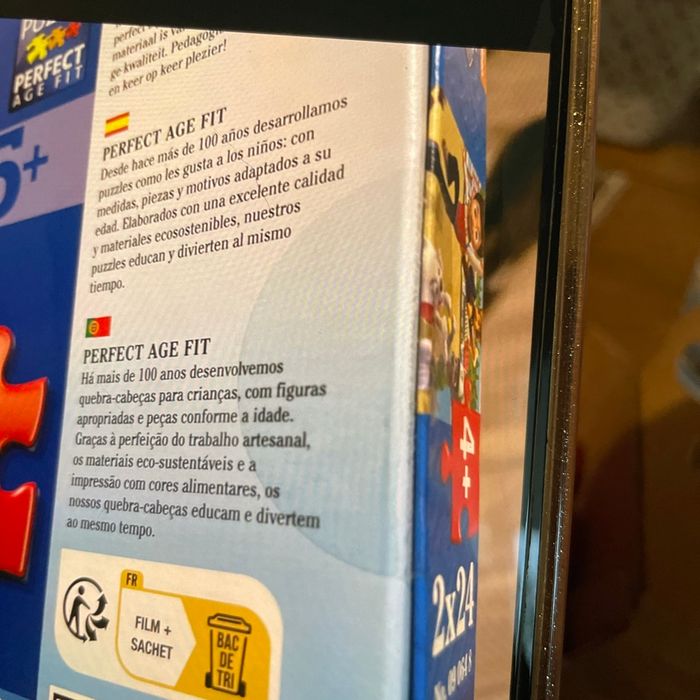 PERFECT
AGE FIT
5+
materiaal is
ge kwaliteit.
en keer op keer plezier!
PERFECT AGE FIT
Desde hace más de 100 años desarrollamos
puzzles como les gusta a los niños: con
medidas, piezas y motivos adaptados a su
edad. Elaborados con una excelente calidad
y materiales ecosostenibles, nuestros
puzzles educan y divierten al mismo
tiempo.
PERFECT AGE FIT
Há mais de 100 anos desenvolvemos
quebra-cabeças para crianças, com figuras
apropriadas e peças conforme a idade.
Graças à perfeição do trabalho artesanal,
os materiais eco-sustentáveis e a
impressão com cores alimentares, os
nossos quebra-cabeças educam e divertem
ao mesmo tempo.
FR
FILM +
SACHET
BAC
DE
TRI
4+
2x24